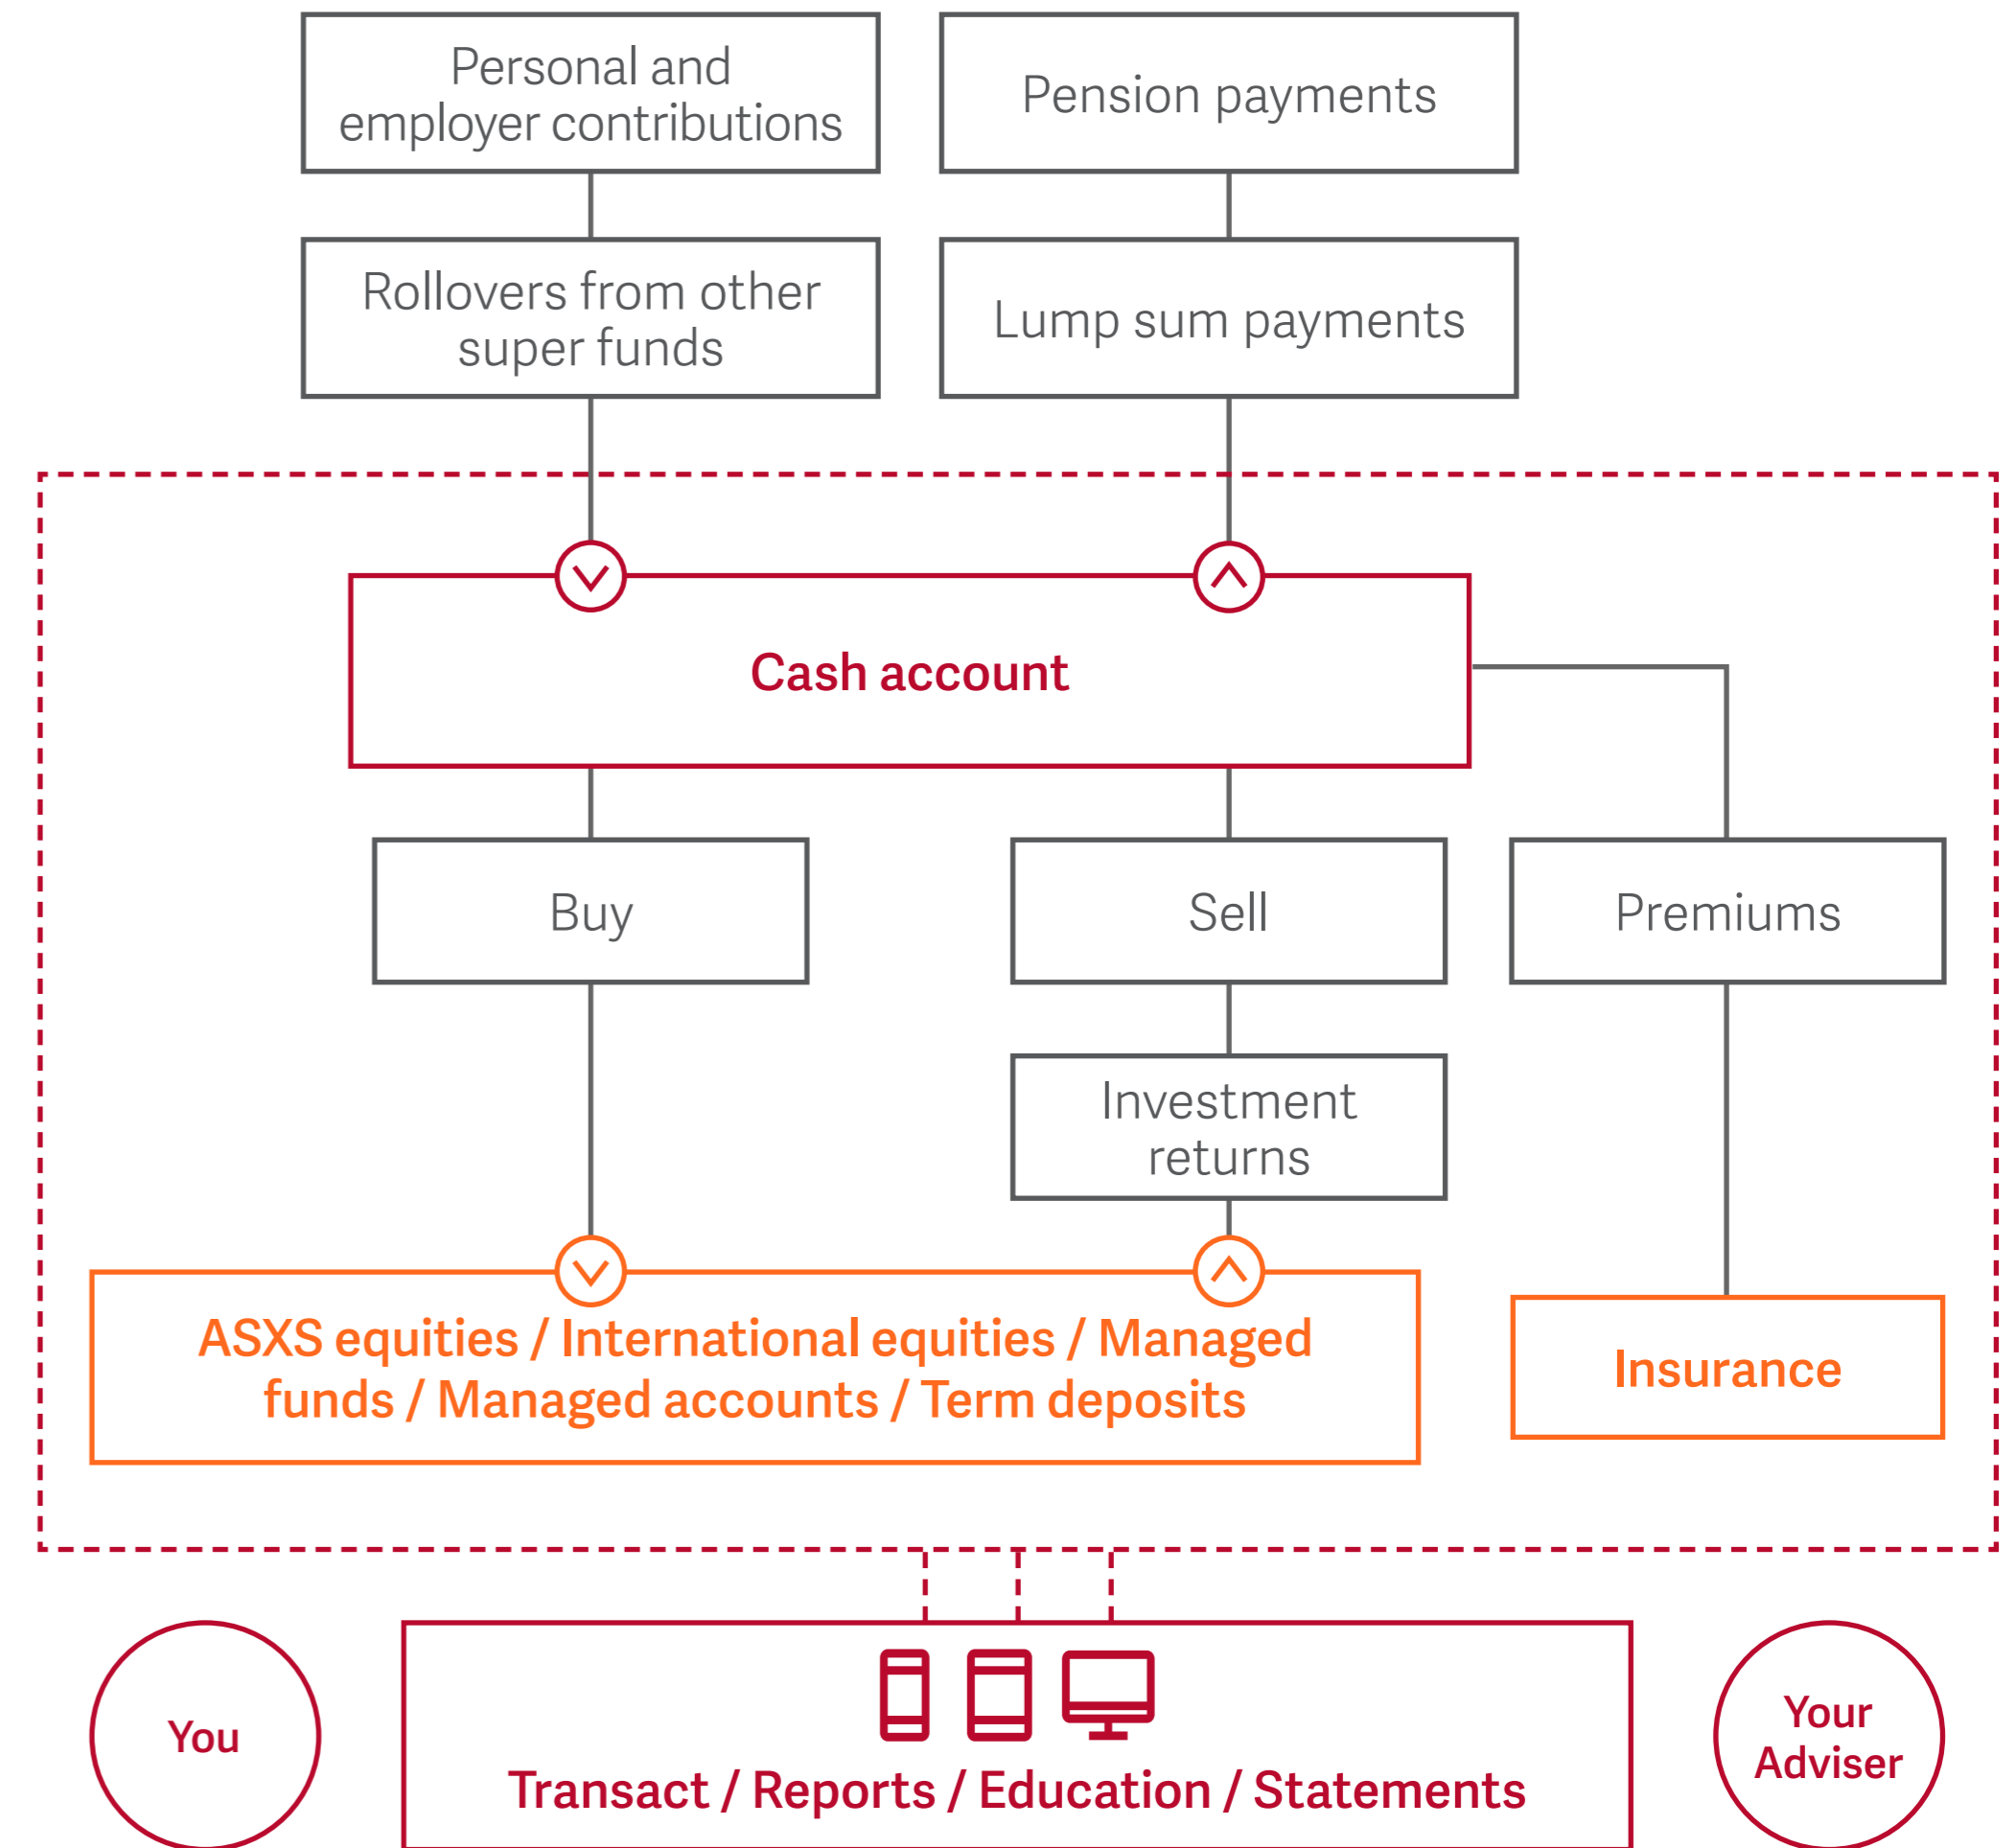 Personal and
employer contributions
Pension payments
Rollovers from other
super funds
Lump sum payments
Cash account
Buy
Sell
Premiums
Investment
returns
ASXS equities / International equities / Managed
funds / Managed accounts / Term deposits
Insurance
You
Transact / Reports / Education / Statements
Your
Adviser